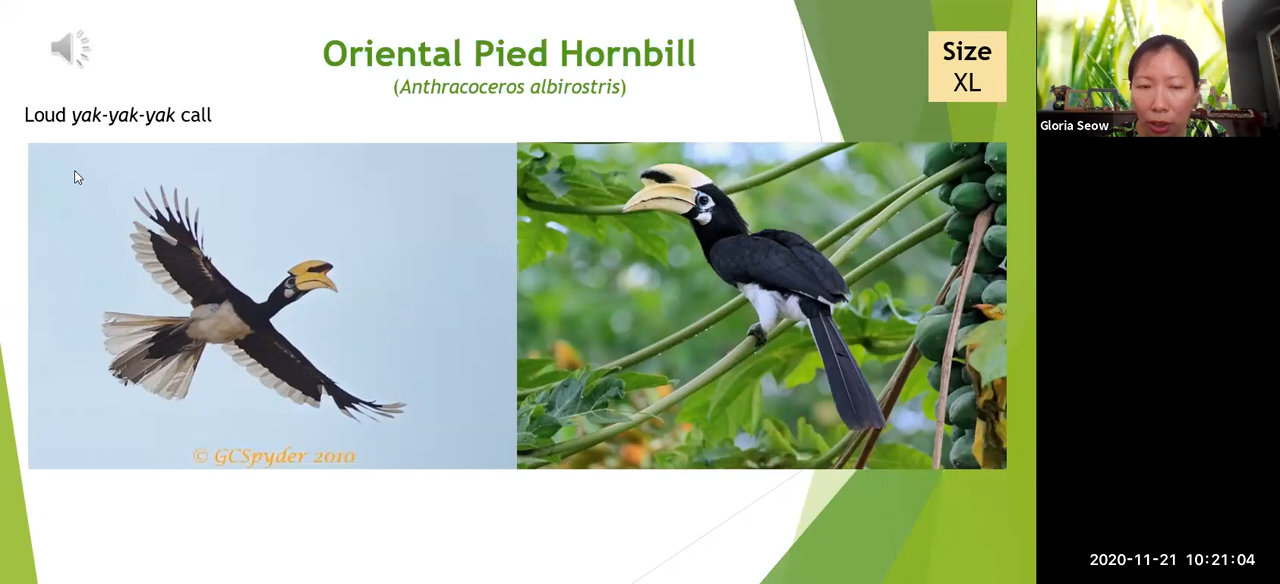 Oriental Pied Hornbill
(Anthracoceros albirostris)
Size
XL
Loud yak-yak-yak call
© GCSpyder 2010
Gloria Seow
2020-11-21 10:21:04